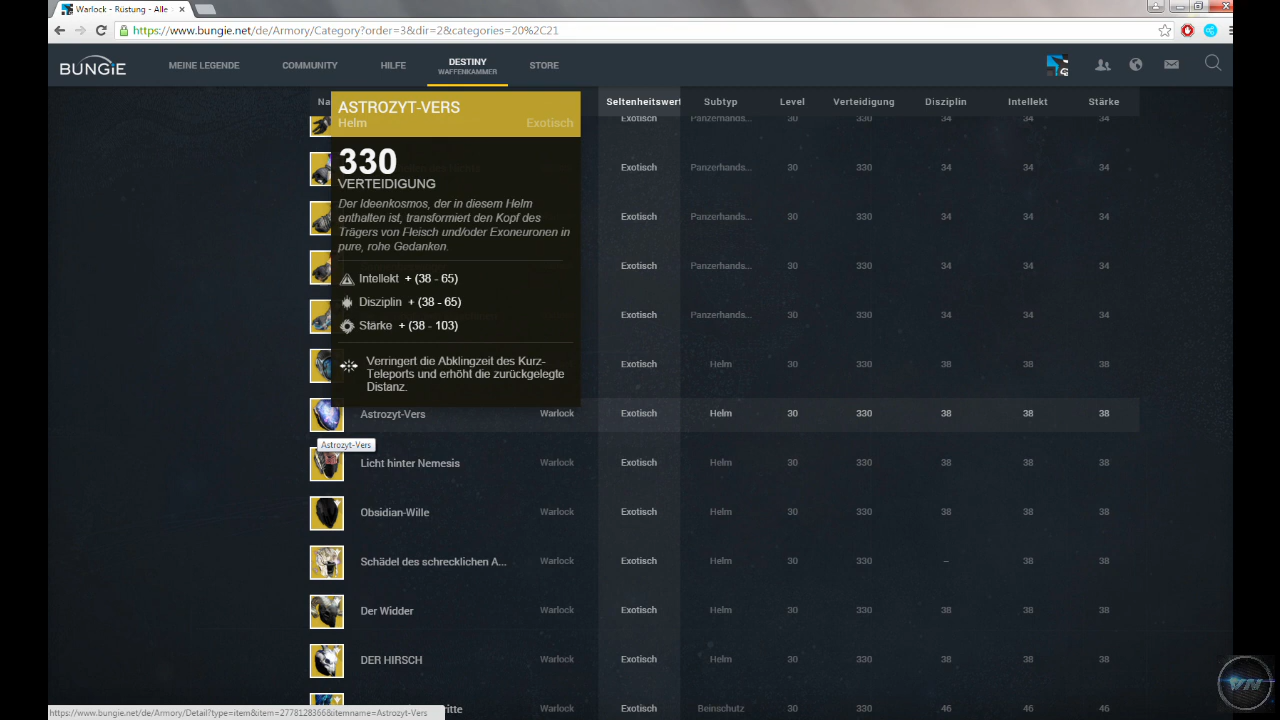 Warlock - Rüstung - Alle
https://www.bungie.net/de/Armory/Category?order=3&dir=2&categories=20%2C21
BUNGIE
MEINE LEGENDE
COMMUNITY
HILFE
DESTINY
WAFFENKAMMER
STORE
Na
Seltenheitswert
Subtyp
Level
Verteidigung
Disziplin
Intellekt
Stärke
ASTROZYT-VERS
Helm Exotisch
330
VERTEIDIGUNG
Der Ideenkosmos, der in diesem Helm
enthalten ist, transformiert den Kopf des
Trägers von Fleisch und/oder Exoneuronen in
pure, rohe Gedanken.
Intellekt + (38 - 65)
Disziplin + (38 - 65)
Stärke + (38 - 103)
Verringert die Abklingzeit des Kurz-
Teleports und erhöht die zurückgelegte
Distanz.
Exotisch Panzerhands... 30 330 34 34 34
Exotisch Panzerhands... 30 330 34 34 34
Exotisch Panzerhands... 30 330 34 34 34
Exotisch Panzerhands... 30 330 34 34 34
Exotisch Panzerhands... 30 330 34 34 34
Exotisch Helm 30 330 38 38 38
Astrozyt-Vers Warlock Exotisch Helm 30 330 38 38 38
Astrozyt-Vers
Licht hinter Nemesis Warlock Exotisch Helm 30 330 38 38 38
Obsidian-Wille Warlock Exotisch Helm 30 330 38 38 38
Schädel des schrecklichen A... Warlock Exotisch Helm 30 330 – 38 38
Der Widder Warlock Exotisch Helm 30 330 38 38 38
DER HIRSCH Warlock Exotisch Helm 30 330 38 38 38
ritte Warlock Exotisch Beinschutz 30 330 46 46 46
https://www.bungie.net/de/Armory/Detail?type=item&item=2778128366&itemname=Astrozyt-Vers
VN